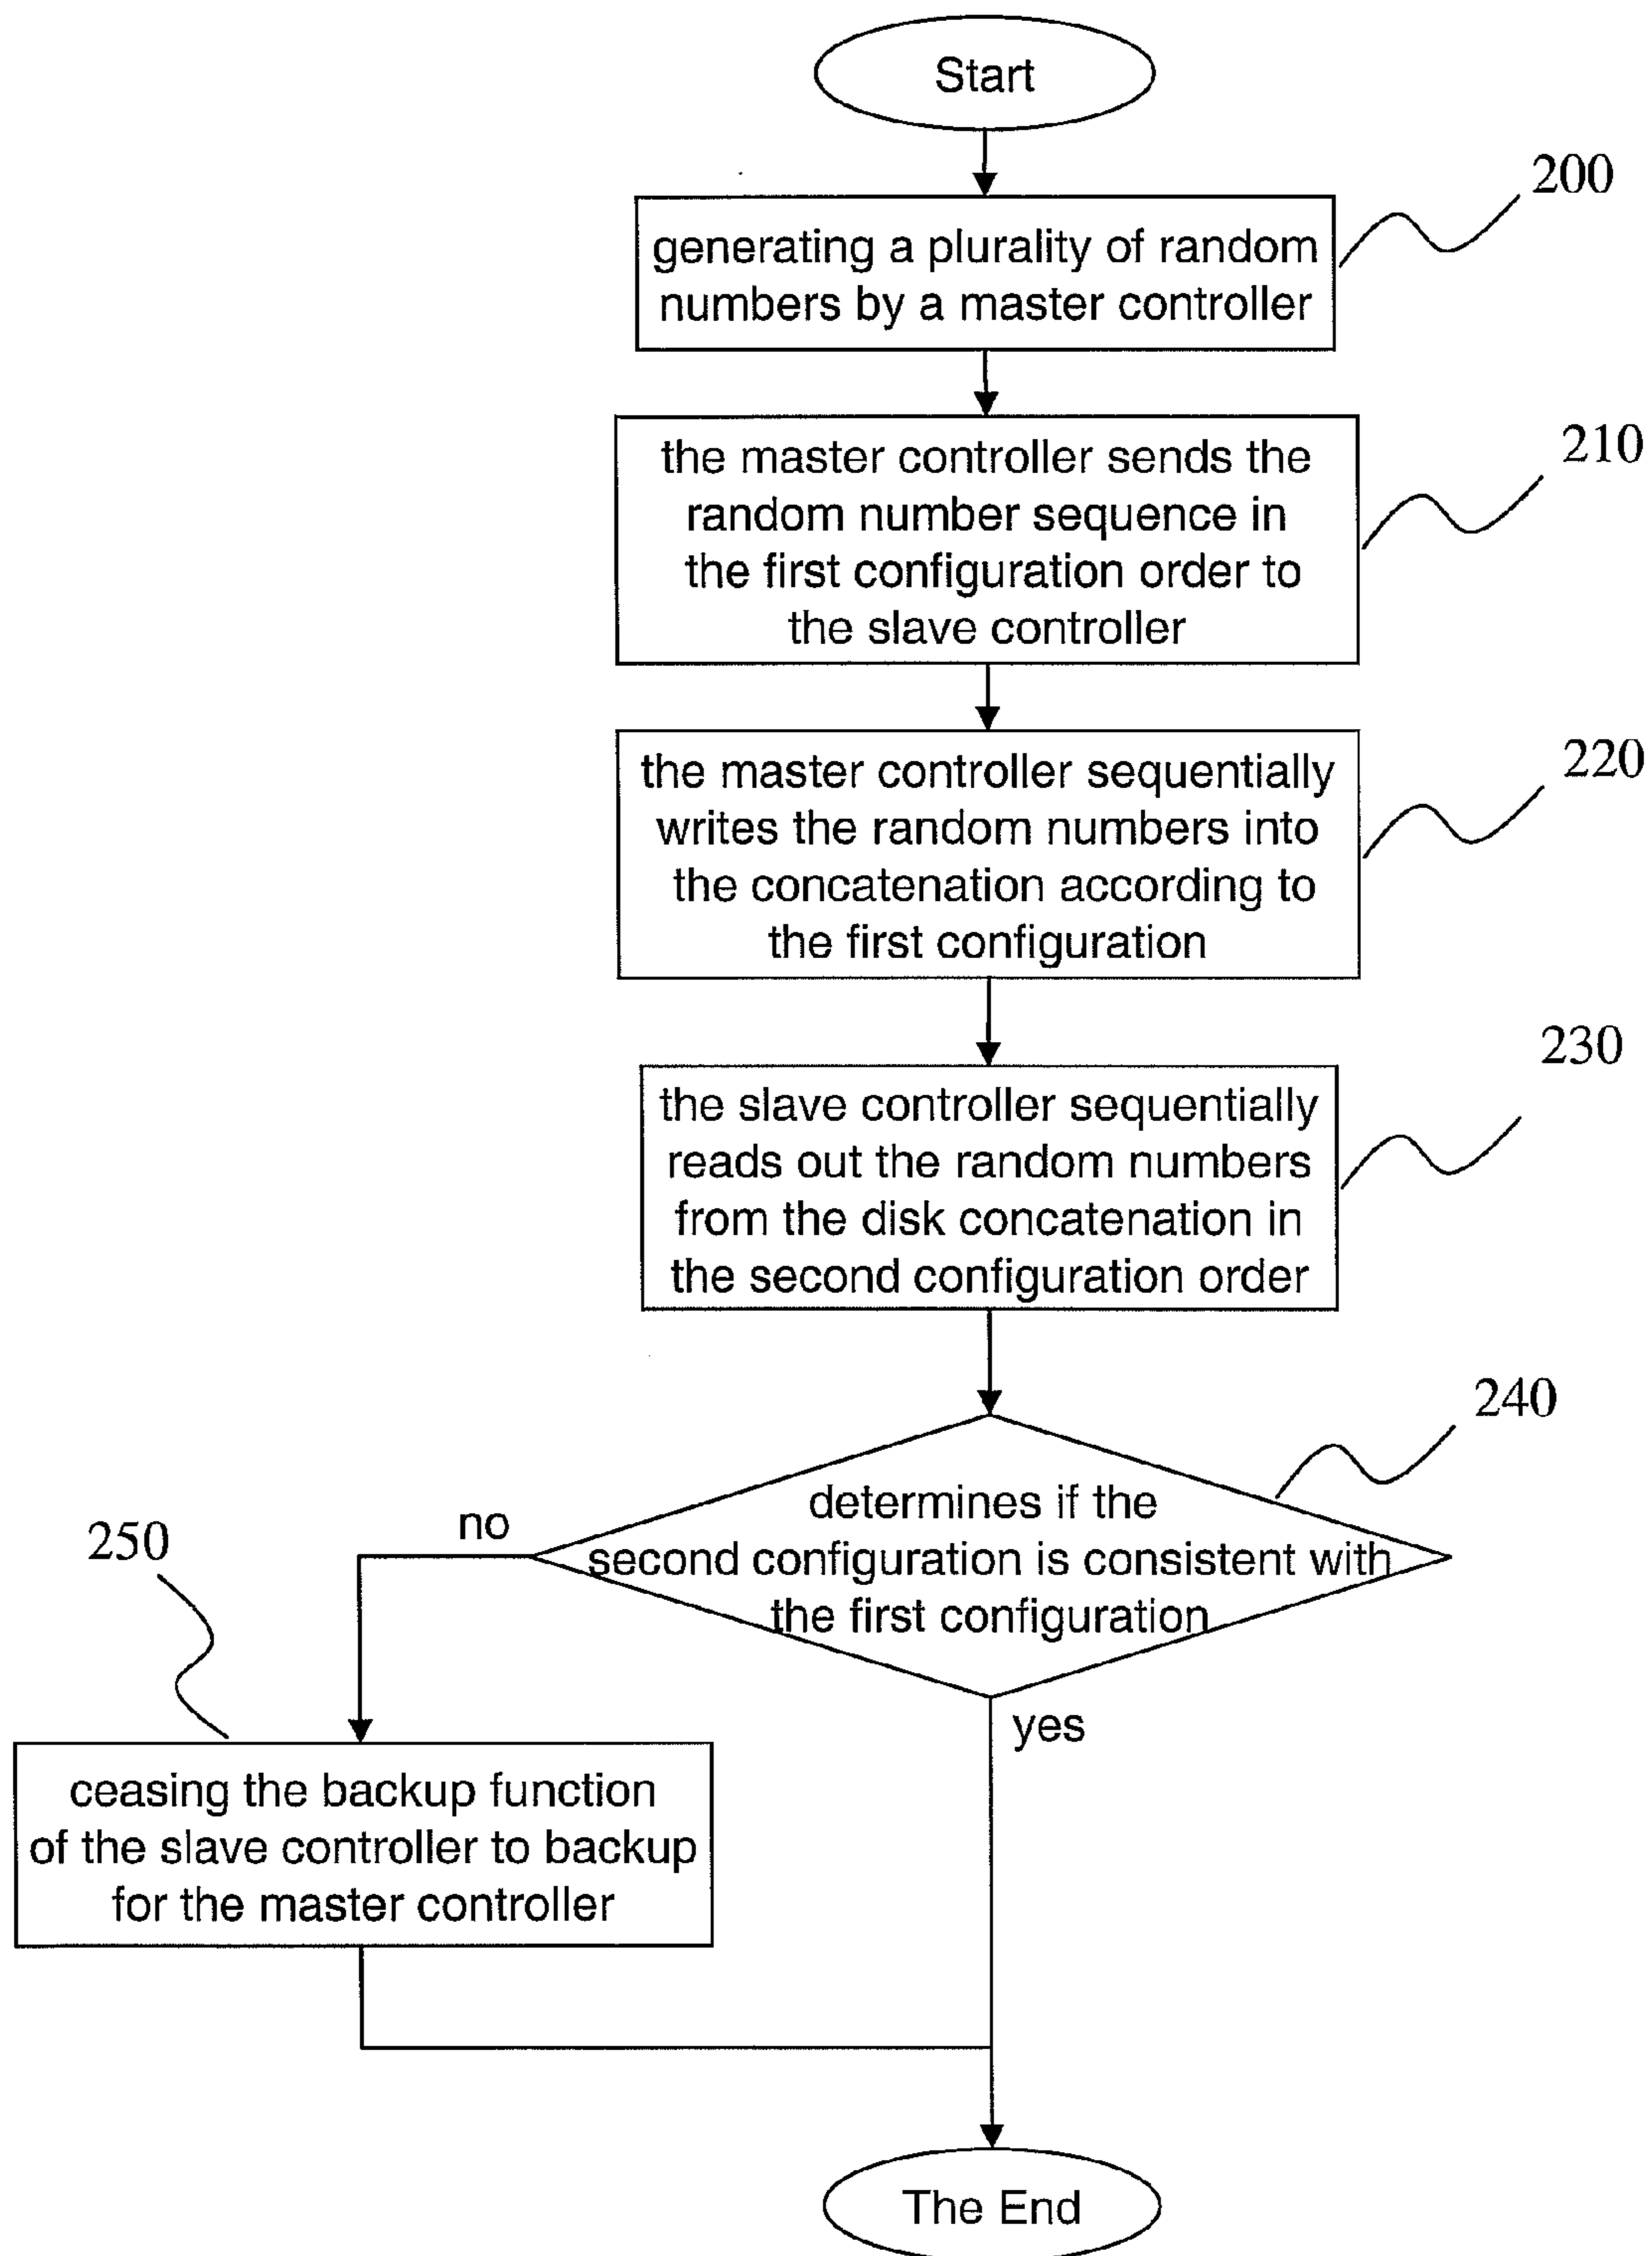 Start
200
generating a plurality of random
numbers by a master controller
210
the master controller sends the
random number sequence in
the first configuration order to
the slave controller
220
the master controller sequentially
writes the random numbers into
the concatenation according to
the first configuration
230
the slave controller sequentially
reads out the random numbers
from the disk concatenation in
the second configuration order
240
determines if the
second configuration is consistent with
the first configuration
no
250
yes
ceasing the backup function
of the slave controller to backup
for the master controller
The End